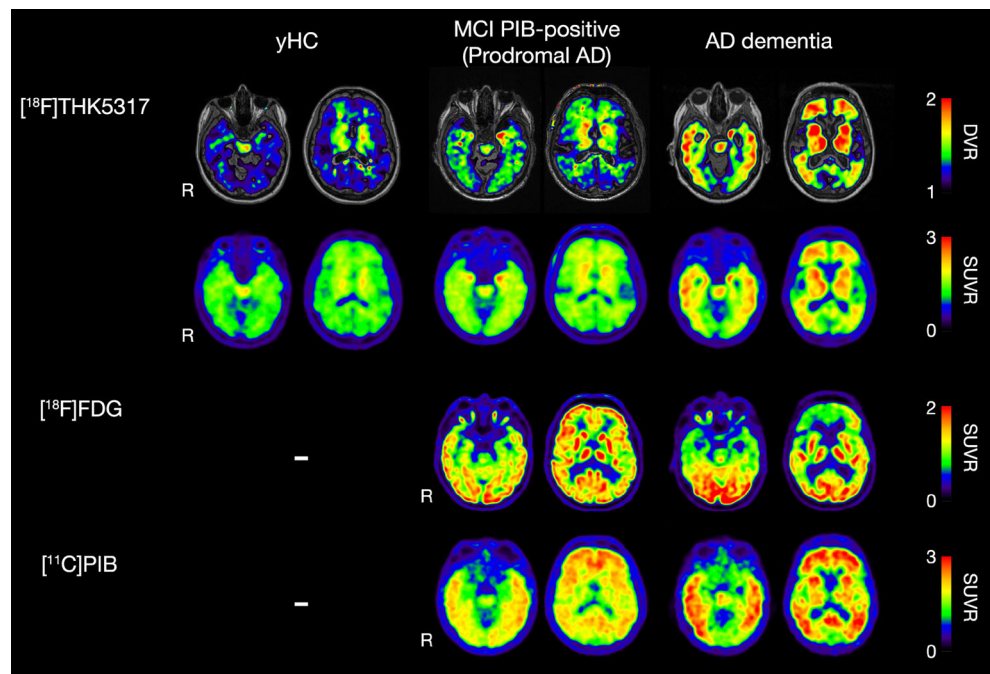 yHC
MCI PIB-positive
(Prodromal AD)
AD dementia
[¹⁸F]THK5317
R
2
DVR
1
R
3
SUVR
0
[¹⁸F]FDG
-
R
2
SUVR
0
[¹¹C]PIB
-
R
3
SUVR
0